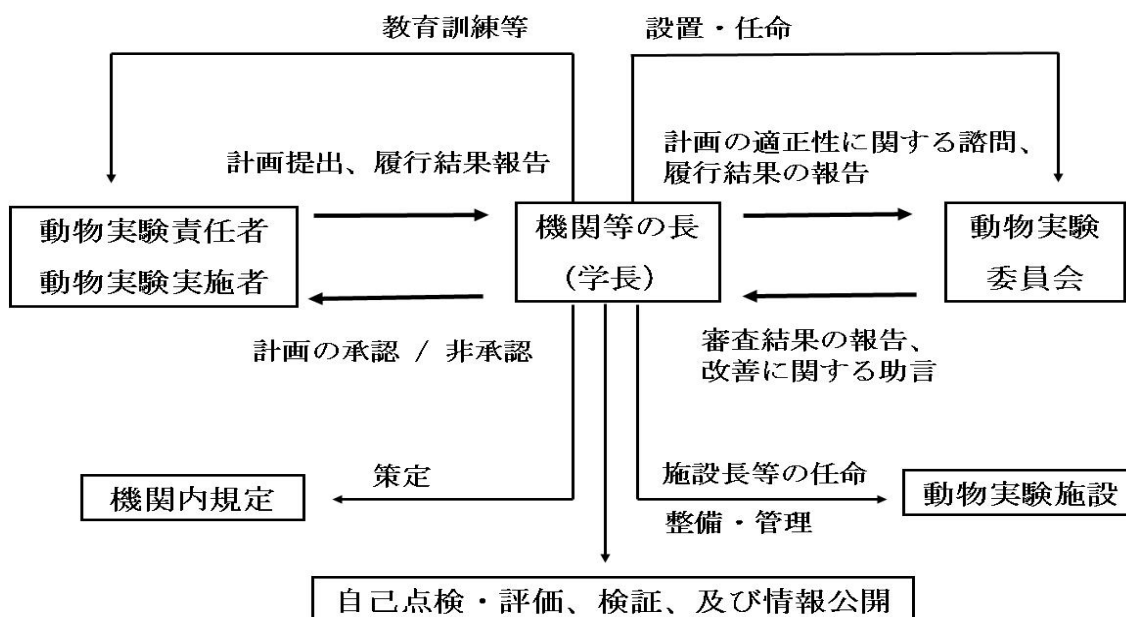 教育訓練等
設置・任命
計画提出、履行結果報告
計画の適正性に関する諮問、
履行結果の報告
動物実験責任者
動物実験実施者
機関等の長
(学長)
動物実験
委員会
計画の承認 / 非承認
審査結果の報告、
改善に関する助言
機関内規定
策定
施設長等の任命
整備・管理
動物実験施設
自己点検・評価、検証、及び情報公開